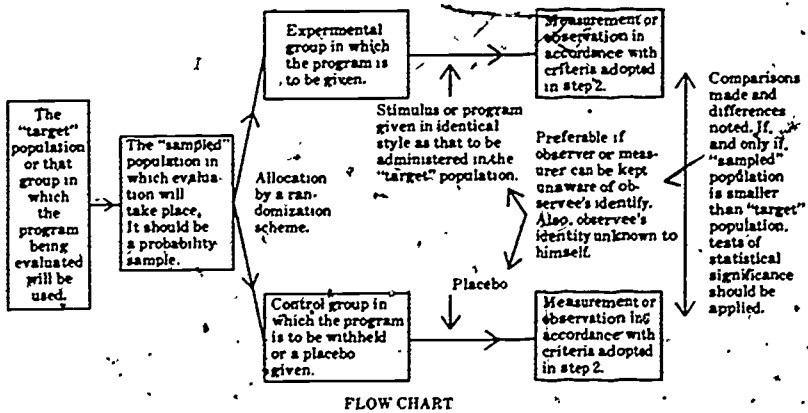 The
"target"
population
or that
group in
which
the
program
being
evaluated
will be
used.
The "sampled"
population in
which evalua-
tion will
take place.
It should be
a probability
sample.
Allocation
by a ran-
domization
scheme.
Experimental
group in which
the program is
to be given.
Control group in
which the program
is to be withheld
or a placebo
given.
Stimulus or program
given in identical
style as that to be
administered in the
"target" population.
Placebo
Preferable if
observer or meas-
urer can be kept
unaware of ob-
servee's identify.
Also, observee's
identity unknown to
himself.
Measurement or
observation in
accordance with
criteria adopted
in step 2.
Measurement or
observation in
accordance with
criteria adopted
in step 2.
Comparisons
made and
differences
noted. If
and only if
"sampled"
population
is smaller
than "target"
population,
tests of
statistical
significance
should be
applied.
FLOW CHART